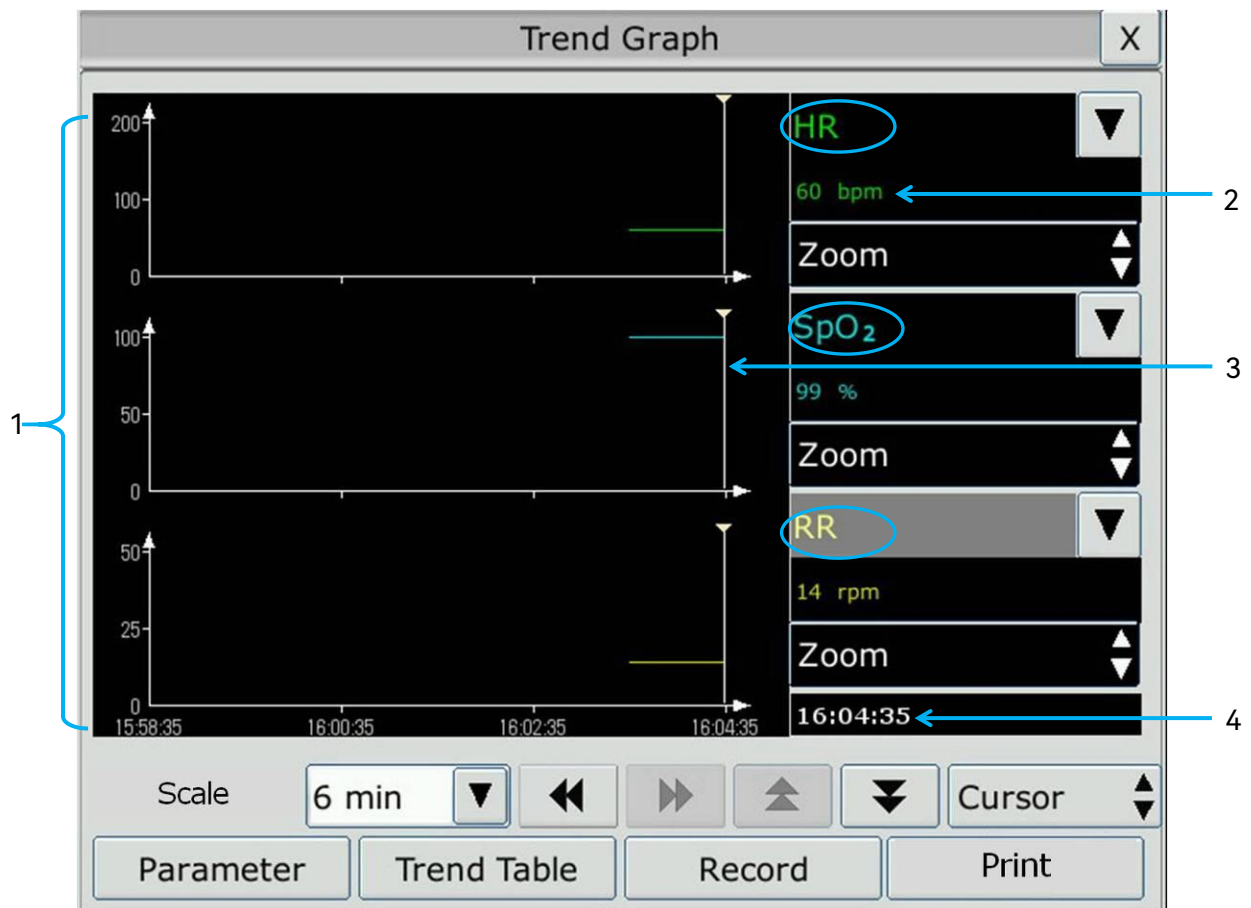 Trend Graph X
200
100
0
HR
60 bpm
2
Zoom
100
50
0
SpO₂
3
99 %
Zoom
1
50
25
0
RR
14 rpm
Zoom
15:58:35 16:00:35 16:02:35 16:04:35
16:04:35
4
Scale 6 min Cursor
Parameter Trend Table Record Print